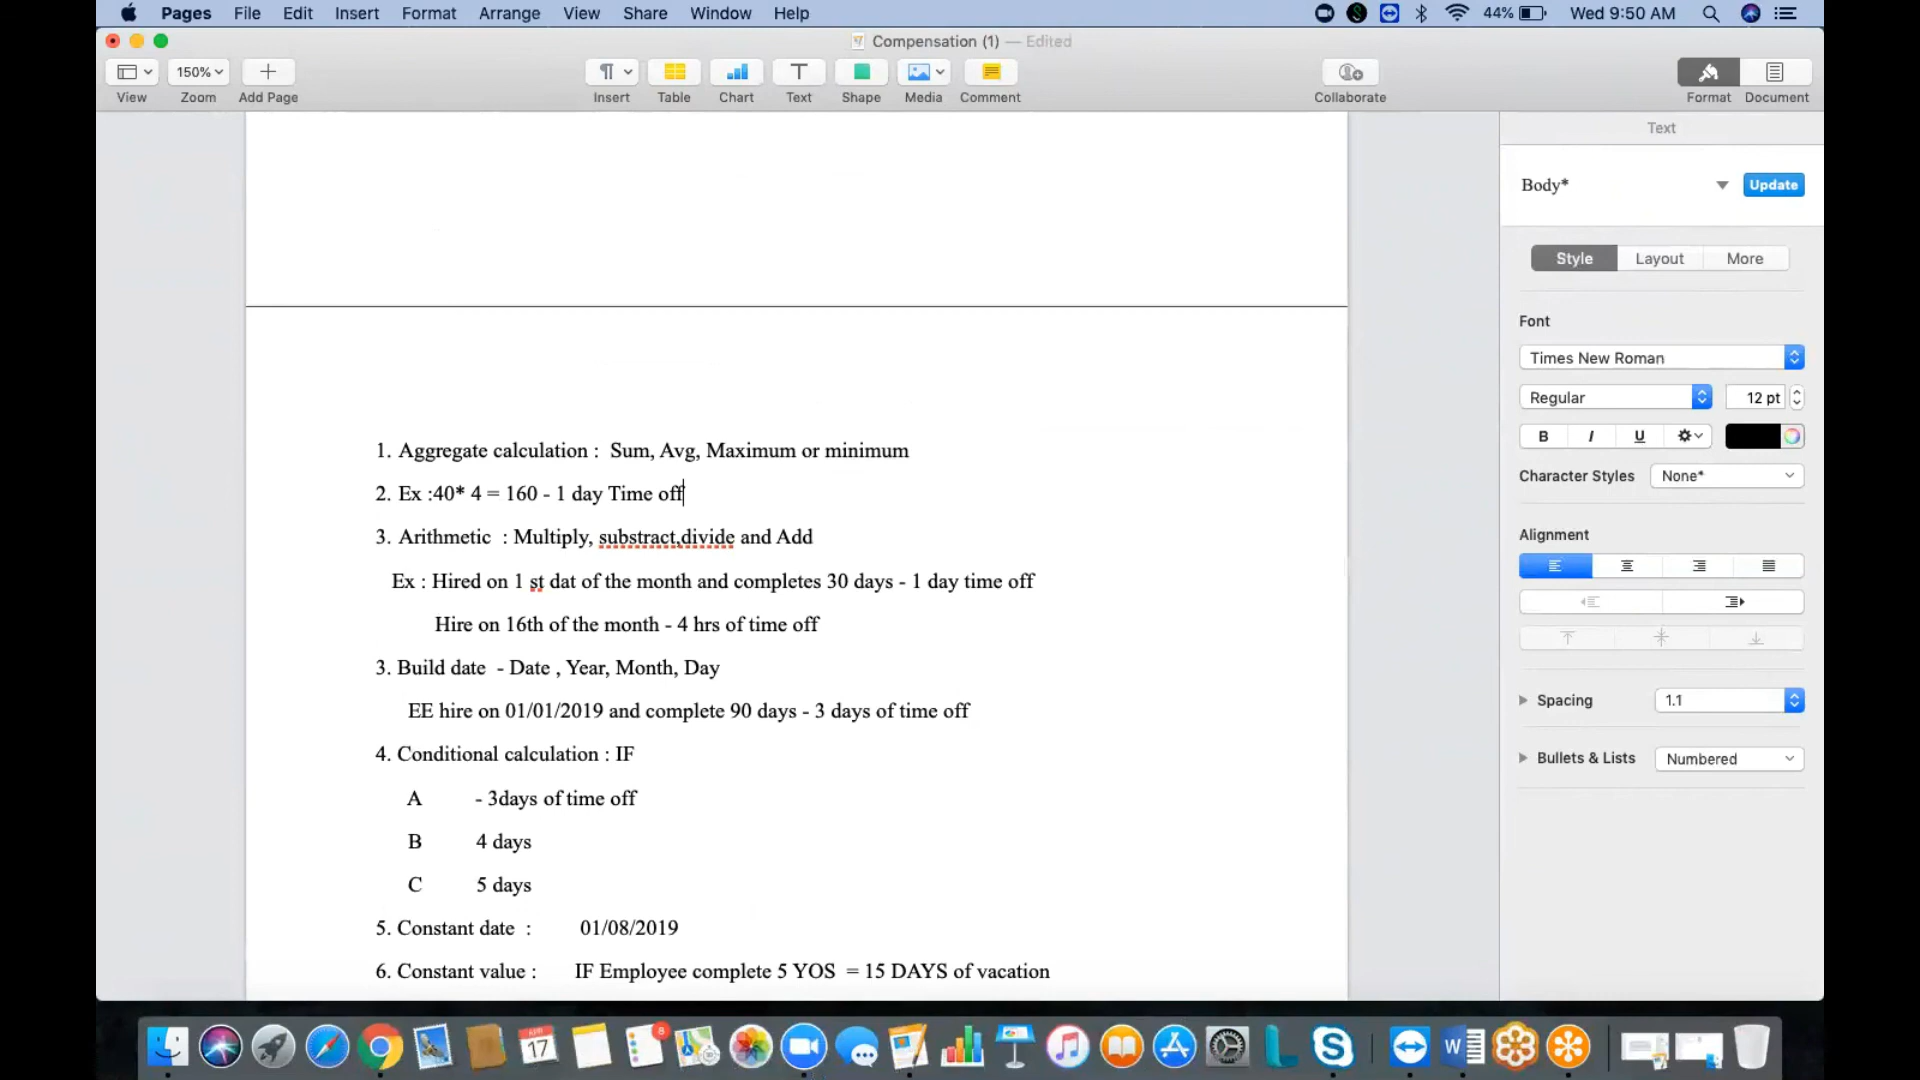 Pages File Edit Insert Format Arrange View Share Window Help 44% Wed 9:50 AM
Compensation (1) — Edited
150%
View Zoom Add Page Insert Table Chart Text Shape Media Comment Collaborate Format Document
Text
Body* Update
Style Layout More
Font
Times New Roman
Regular 12 pt
B I U
Character Styles None*
Alignment
Spacing 1.1
Bullets & Lists Numbered
1. Aggregate calculation : Sum, Avg, Maximum or minimum
2. Ex :40* 4 = 160 - 1 day Time off
3. Arithmetic : Multiply, substract,divide and Add
Ex : Hired on 1 st dat of the month and completes 30 days - 1 day time off
Hire on 16th of the month - 4 hrs of time off
3. Build date - Date , Year, Month, Day
EE hire on 01/01/2019 and complete 90 days - 3 days of time off
4. Conditional calculation : IF
A - 3days of time off
B 4 days
C 5 days
5. Constant date : 01/08/2019
6. Constant value : IF Employee complete 5 YOS = 15 DAYS of vacation
APR
17
8
W